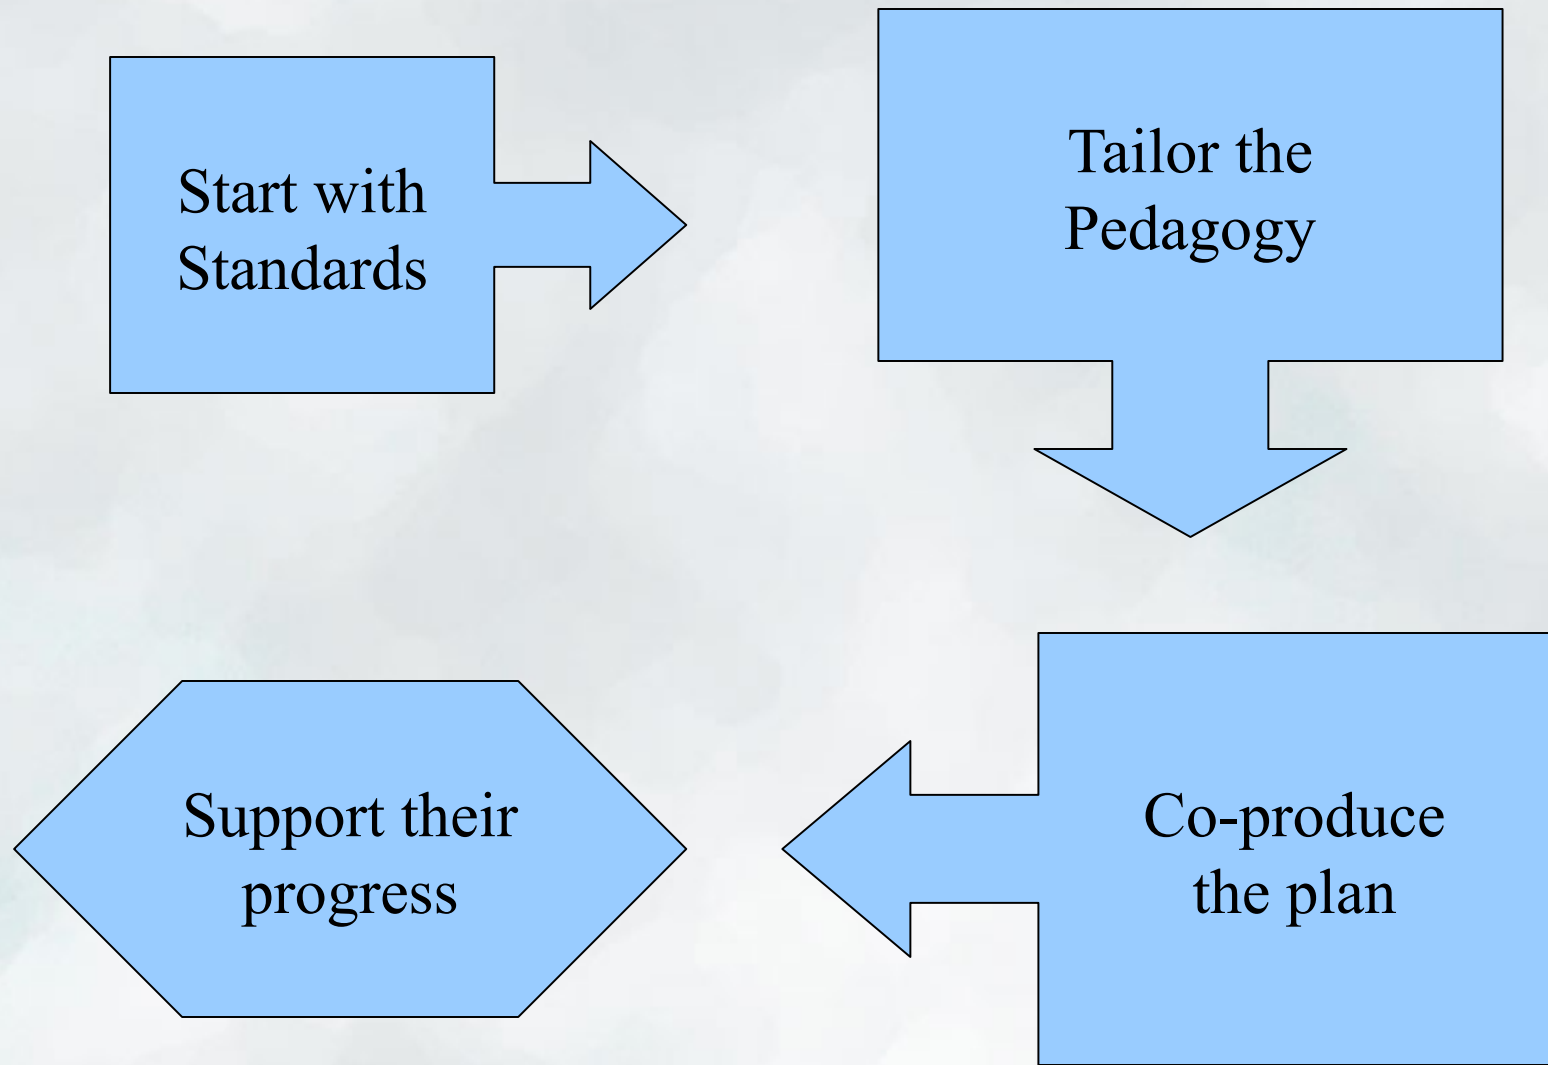 Start with
Standards
Tailor the
Pedagogy
Co-produce
the plan
Support their
progress